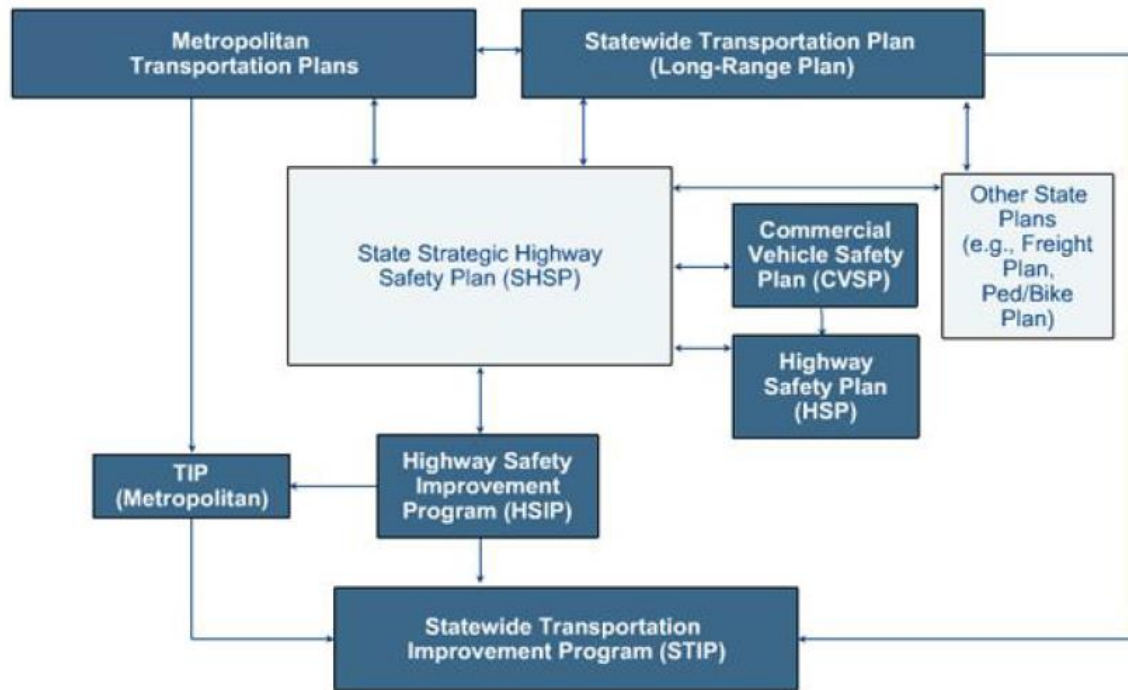 Metropolitan
Transportation Plans
Statewide Transportation Plan
(Long-Range Plan)
State Strategic Highway
Safety Plan (SHSP)
Commercial
Vehicle Safety
Plan (CVSP)
Other State
Plans
(e.g., Freight
Plan,
Ped/Bike
Plan)
Highway
Safety Plan
(HSP)
TIP
(Metropolitan)
Highway Safety
Improvement
Program (HSIP)
Statewide Transportation
Improvement Program (STIP)